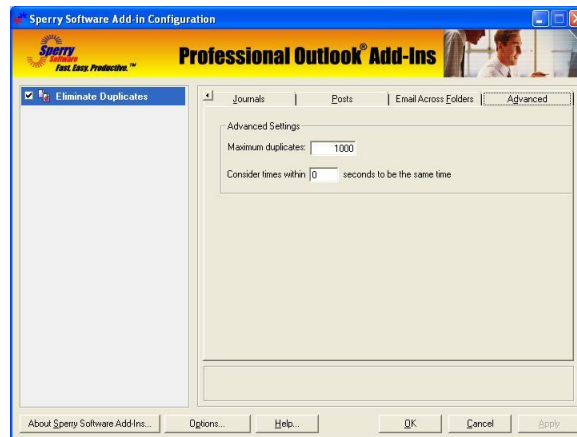 Sperry Software Add-in Configuration
Sperry
Software
Fast. Easy. Productive. ™
Professional Outlook® Add-Ins
Eliminate Duplicates
Journals
Posts
Email Across Folders
Advanced
Advanced Settings
Maximum duplicates: 1000
Consider times within 0 seconds to be the same time
About Sperry Software Add-Ins...
Options...
Help...
OK
Cancel
Apply